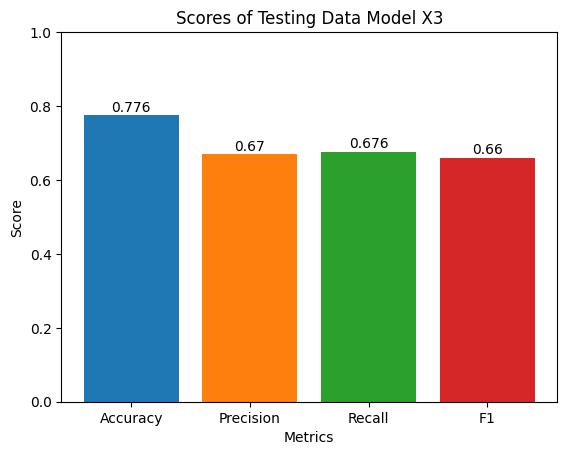 Scores of Testing Data Model X3
1.0
0.8
0.6
0.4
0.2
0.0
Score
0.776
0.67
0.676
0.66
Accuracy Precision Recall F1
Metrics